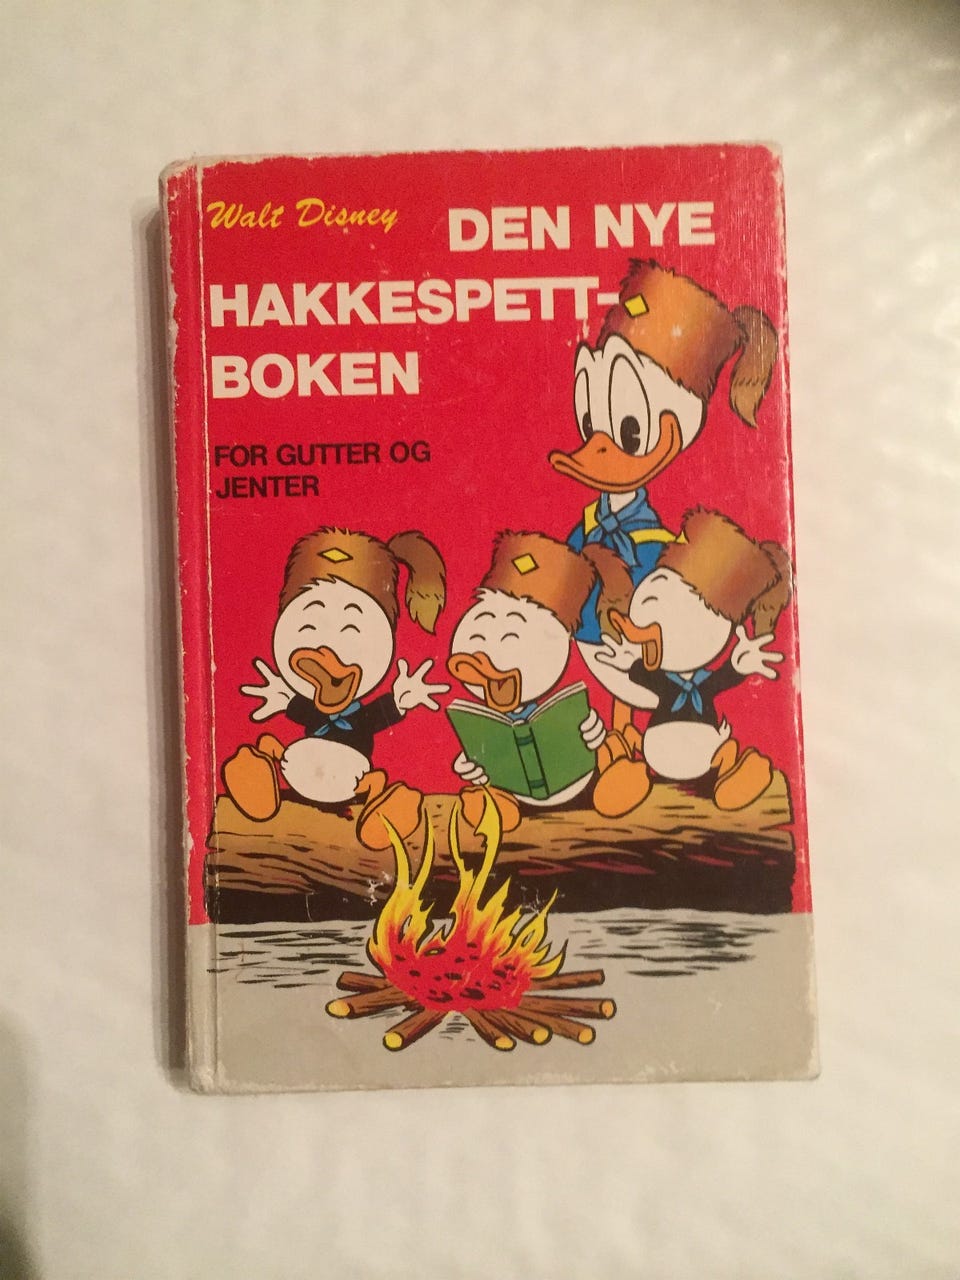 Walt Disney DEN NYE
HAKKESPETT-
BOKEN
FOR GUTTER OG
JENTER